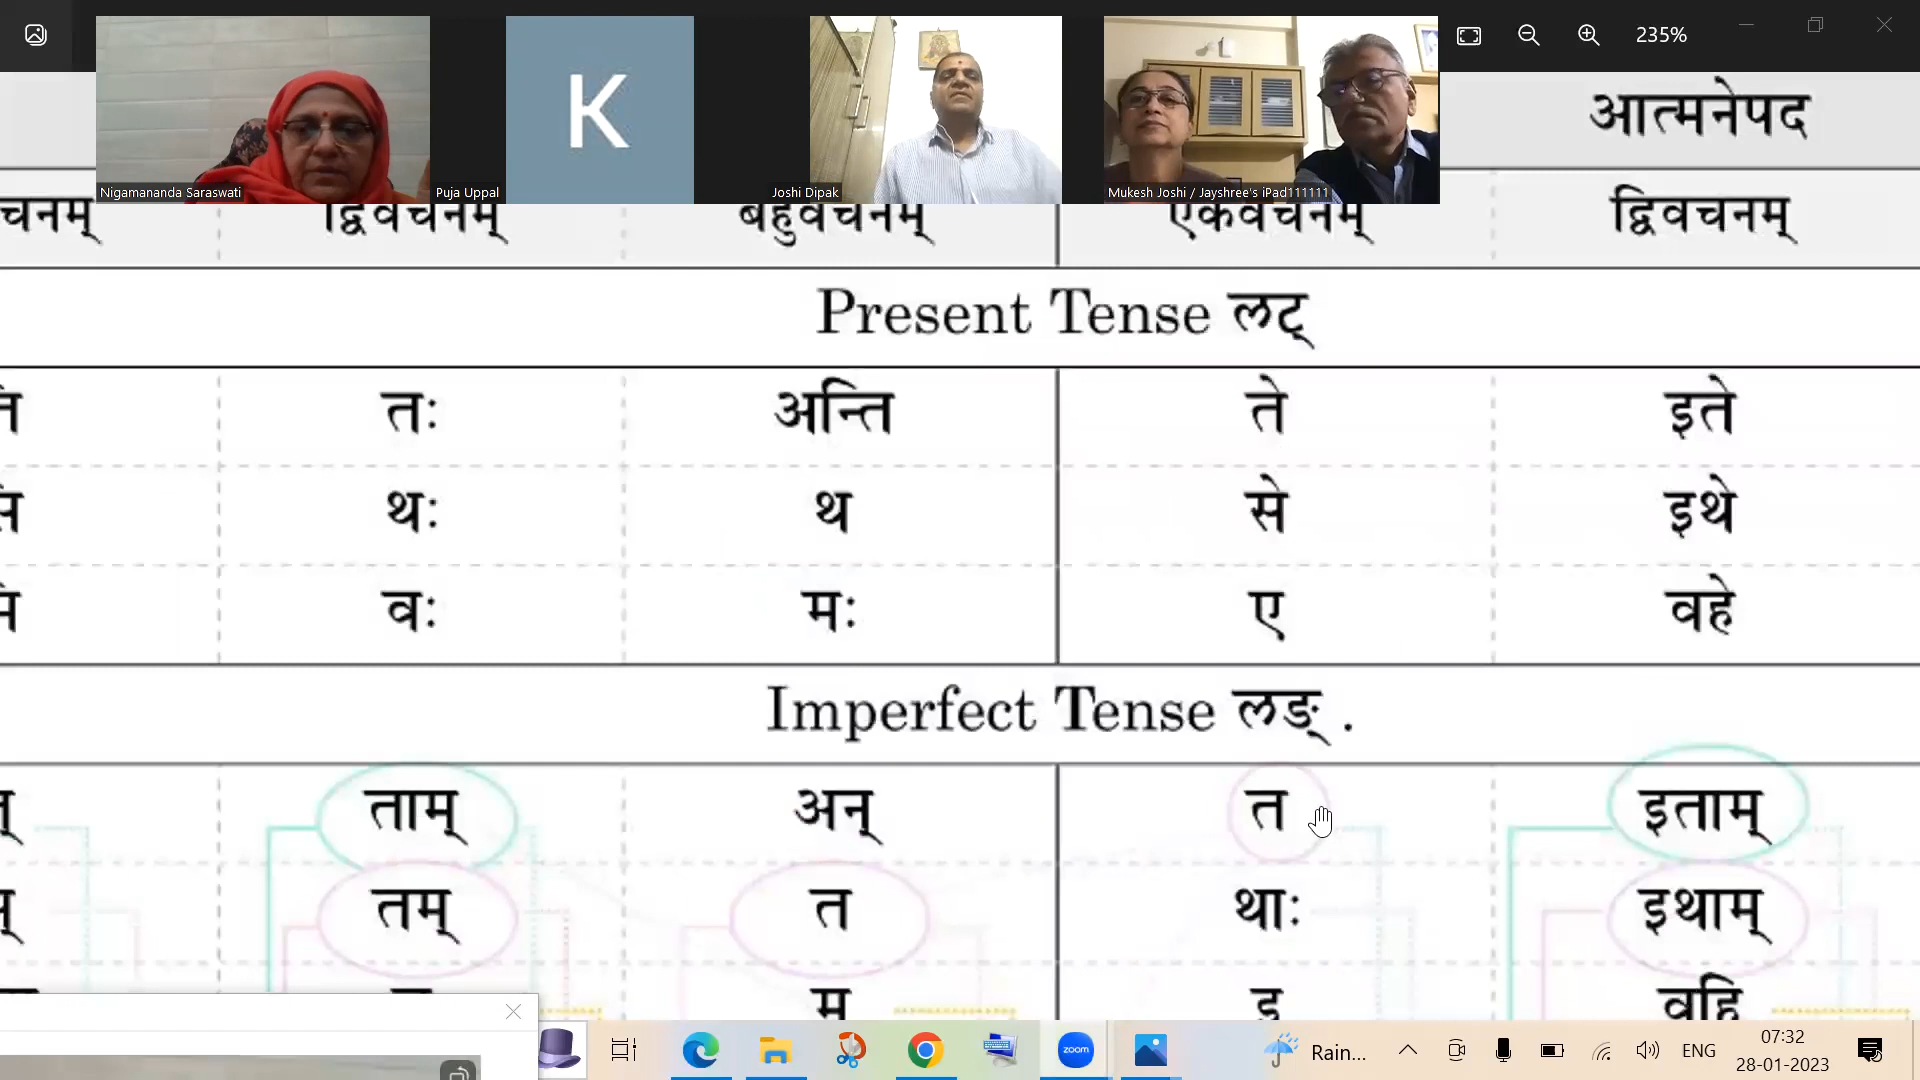 235%
आत्मनेपद
K
Nigamananda Saraswati
Puja Uppal
Joshi Dipak
Mukesh Joshi / Jayshree's iPad111111
चनम् द्विवचनम् बहुवचनम् एकवचनम् द्विवचनम्
Present Tense लट्
तः अन्ति ते इते
थः थ से इथे
वः मः ए वहे
Imperfect Tense लङ् .
ताम् अन् त इताम्
तम् त थाः इथाम्
म इ वहि
zoom
Rain...
ENG
07:32
28-01-2023